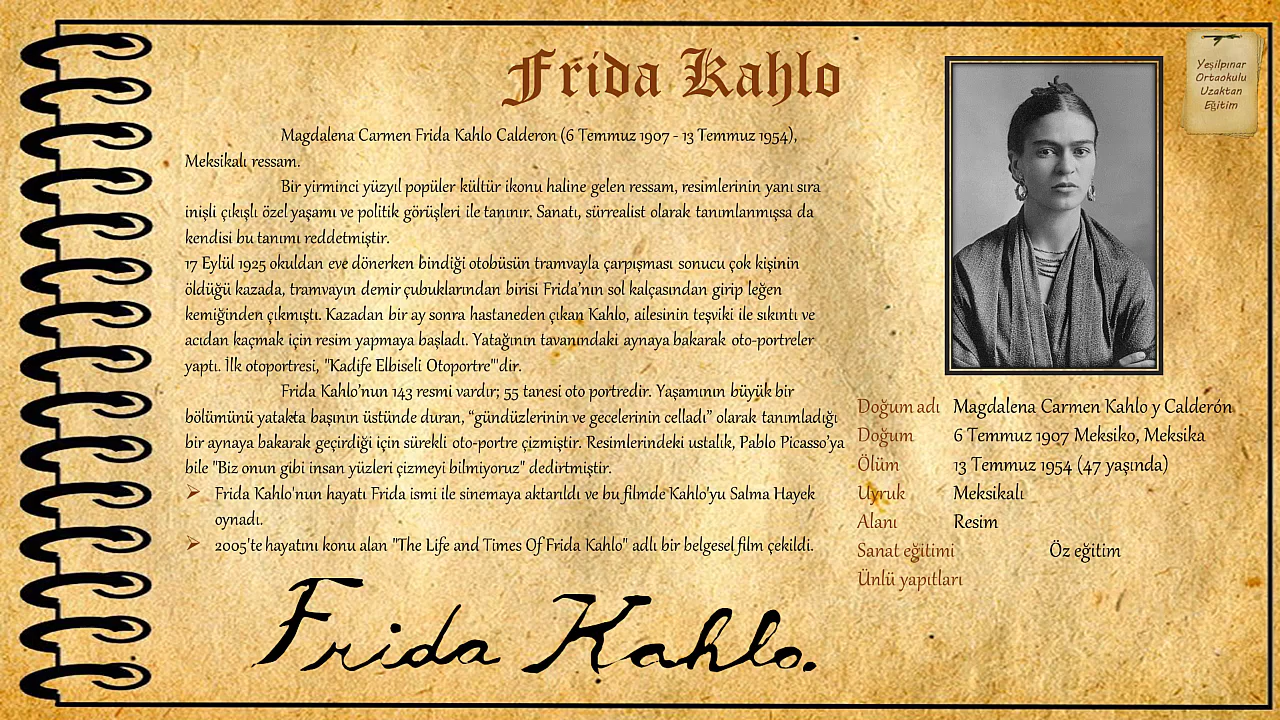 Frida Kahlo
Magdalena Carmen Frida Kahlo Calderon (6 Temmuz 1907 - 13 Temmuz 1954),
Meksikalı ressam.
Bir yirminci yüzyıl popüler kültür ikonu haline gelen ressam, resimlerinin yanı sıra
inişli çıkışlı özel yaşamı ve politik görüşleri ile tanınır. Sanatı, sürrealist olarak tanımlanmışsa da
kendisi bu tanımı reddetmiştir.
17 Eylül 1925 okuldan eve dönerken bindiği otobüsün tramvayla çarpışması sonucu çok kişinin
öldüğü kazada, tramvayın demir çubuklarından birisi Frida’nın sol kalçasından girip leğen
kemiğinden çıkmıştı. Kazadan bir ay sonra hastaneden çıkan Kahlo, ailesinin teşviki ile sıkıntı ve
acıdan kaçmak için resim yapmaya başladı. Yatağının tavanındaki aynaya bakarak oto-portreler
yaptı. İlk otoportresi, "Kadife Elbiseli Otoportre"'dir.
Frida Kahlo’nun 143 resmi vardır; 55 tanesi oto portredir. Yaşamının büyük bir
bölümünü yatakta başının üstünde duran, “gündüzlerinin ve gecelerinin celladı” olarak tanımladığı
bir aynaya bakarak geçirdiği için sürekli oto-portre çizmiştir. Resimlerindeki ustalık, Pablo Picasso’ya
bile "Biz onun gibi insan yüzleri çizmeyi bilmiyoruz" dedirtmiştir.
➢ Frida Kahlo'nun hayatı Frida ismi ile sinemaya aktarıldı ve bu filmde Kahlo'yu Salma Hayek
oynadı.
➢ 2005'te hayatını konu alan "The Life and Times Of Frida Kahlo" adlı bir belgesel film çekildi.
Frida Kahlo.
Yeşilpınar
Ortaokulu
Uzaktan
Eğitim
Doğum adı Magdalena Carmen Kahlo y Calderón
Doğum 6 Temmuz 1907 Meksiko, Meksika
Ölüm 13 Temmuz 1954 (47 yaşında)
Uyruk Meksikalı
Alanı Resim
Sanat eğitimi Öz eğitim
Ünlü yapıtları